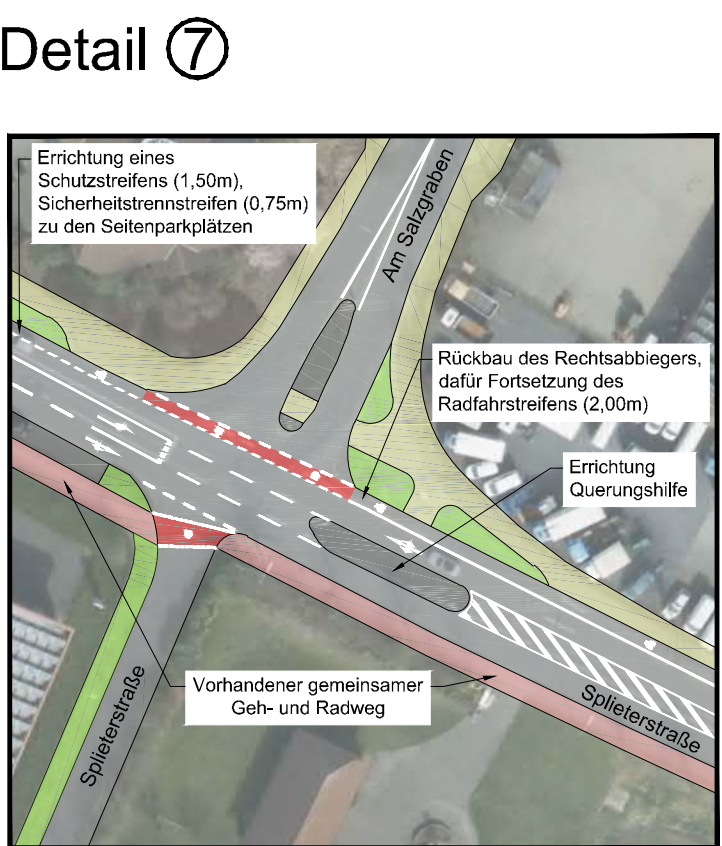 Detail 7
Errichtung eines
Schutzstreifens (1,50m),
Sicherheitstrennstreifen (0,75m)
zu den Seitenparkplätzen
Am Salzgraben
Rückbau des Rechtsabbiegers,
dafür Fortsetzung des
Radfahrstreifens (2,00m)
Errichtung
Querungshilfe
Vorhandener gemeinsamer
Geh- und Radweg
Splieterstraße
Splieterstraße